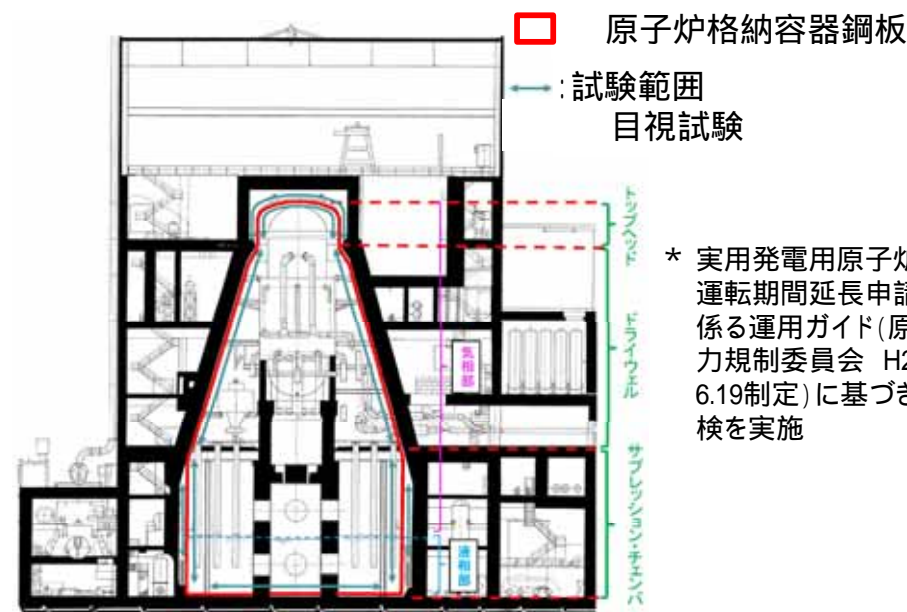 原子炉格納容器鋼板
:試験範囲
目視試験
トップヘッド
ドライウェル
サプレッション・チェンバ
気相部
液相部
* 実用発電用原子炉
運転期間延長申請
係る運用ガイド(原
力規制委員会 H2
6.19制定)に基づき
検を実施